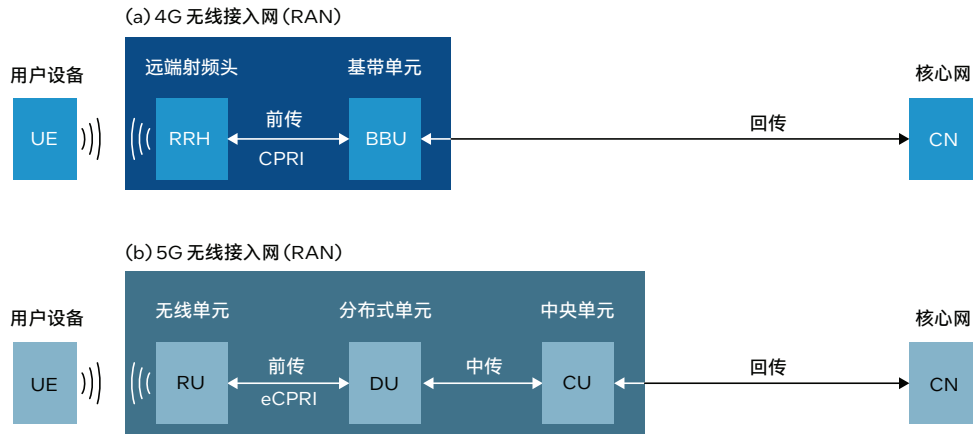 (a) 4G 无线接入网 (RAN)
用户设备
远端射频头
基带单元
核心网
UE
RRH
前传
CPRI
BBU
回传
CN
(b) 5G 无线接入网 (RAN)
用户设备
无线单元
分布式单元
中央单元
核心网
UE
RU
前传
eCPRI
DU
中传
CU
回传
CN